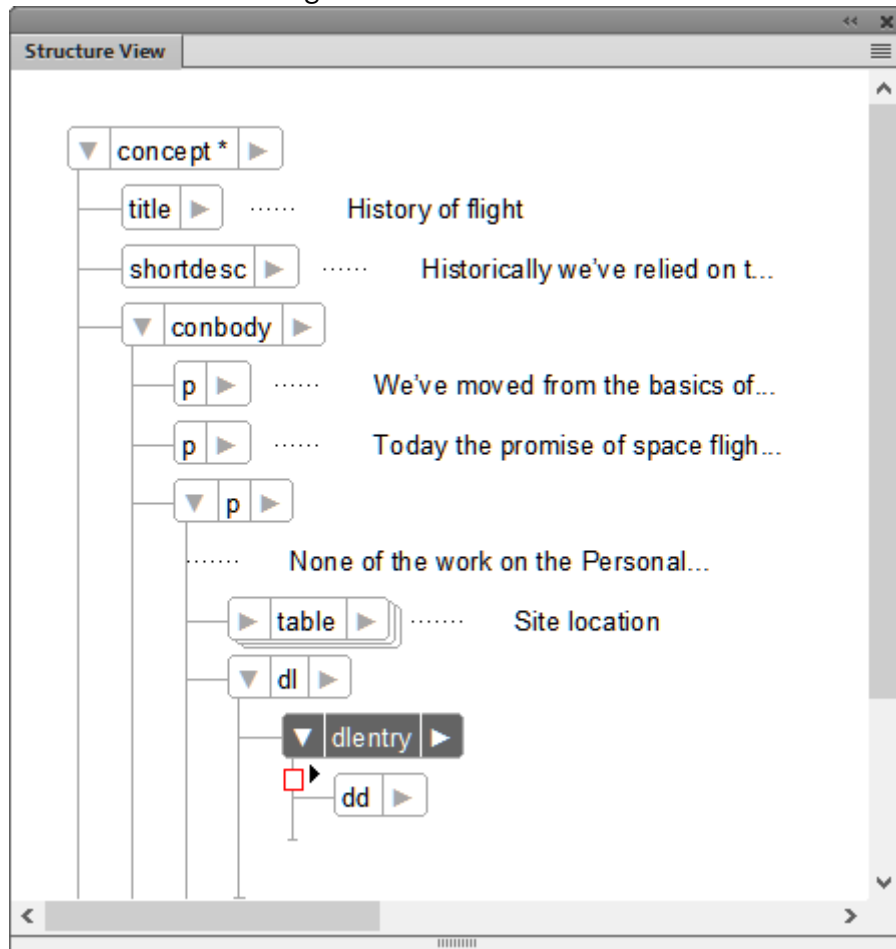 Structure View
concept *
title ...... History of flight
shortdesc ...... Historically we've relied on t...
conbody
p ...... We've moved from the basics of...
p ...... Today the promise of space fligh...
p
....... None of the work on the Personal...
table ....... Site location
dl
dlentry
dd